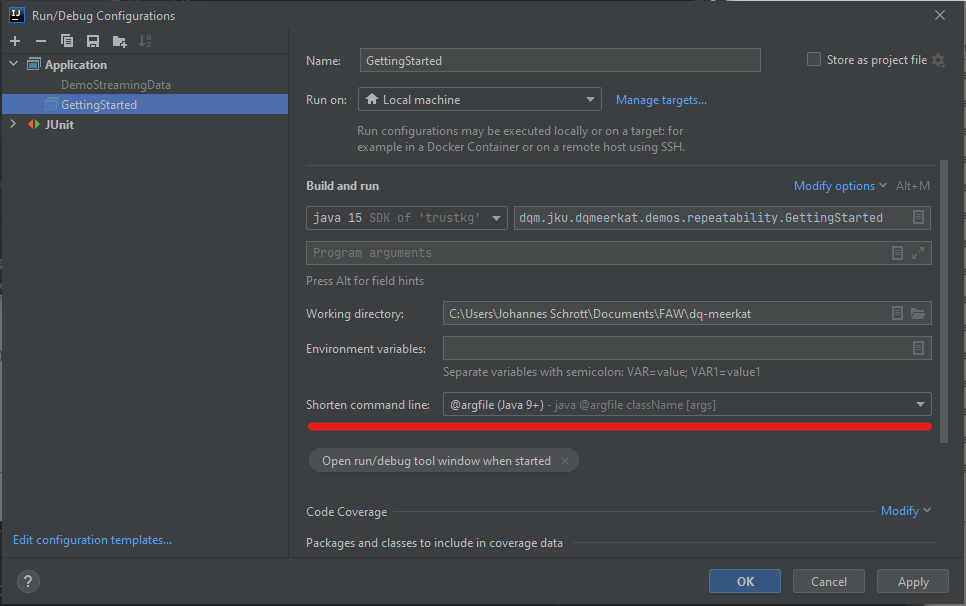 Run/Debug Configurations
Application
DemoStreamingData
GettingStarted
JUnit
Edit configuration templates...
Name: GettingStarted Store as project file
Run on: Local machine Manage targets...
Run configurations may be executed locally or on a target: for
example in a Docker Container or on a remote host using SSH.
Build and run Modify options Alt+M
java 15 SDK of 'trustkg' dqm.jku.dqmeerkat.demos.repeatability.GettingStarted
Program arguments
Press Alt for field hints
Working directory: C:\Users\Johannes Schrott\Documents\FAW\dq-meerkat
Environment variables:
Separate variables with semicolon: VAR=value; VAR1=value1
Shorten command line: @argfile (Java 9+) - java @argfile className [args]
Open run/debug tool window when started
Code Coverage Modify
Packages and classes to include in coverage data
? OK Cancel Apply